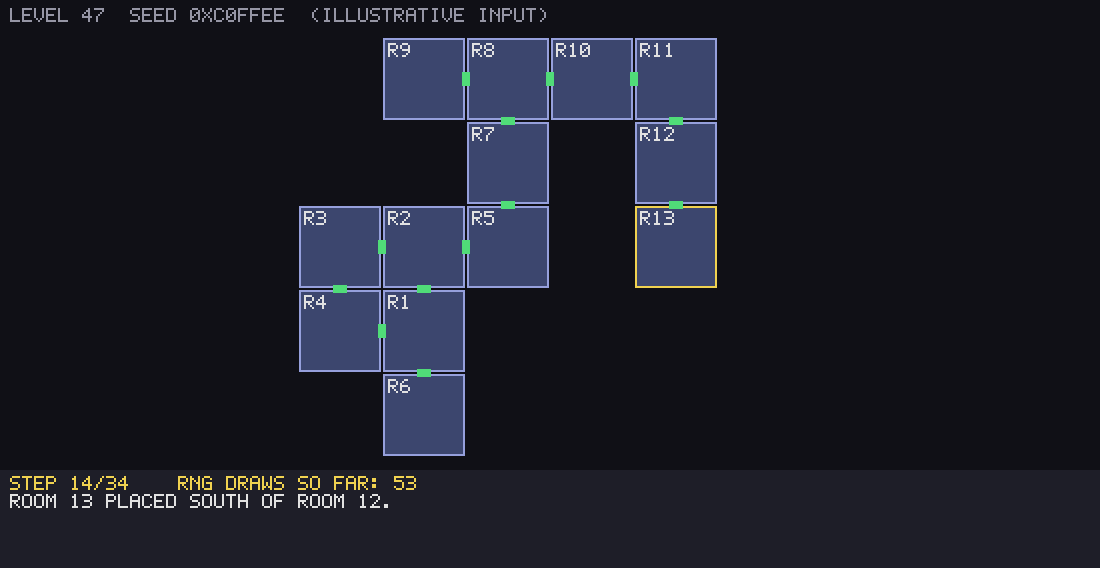 LEVEL 47  SEED 0XC0FFEE  (ILLUSTRATIVE INPUT)
R9 R8 R10 R11
R7 R12
R3 R2 R5 R13
R4 R1
R6
STEP 14/34    RNG DRAWS SO FAR: 53
ROOM 13 PLACED SOUTH OF ROOM 12.